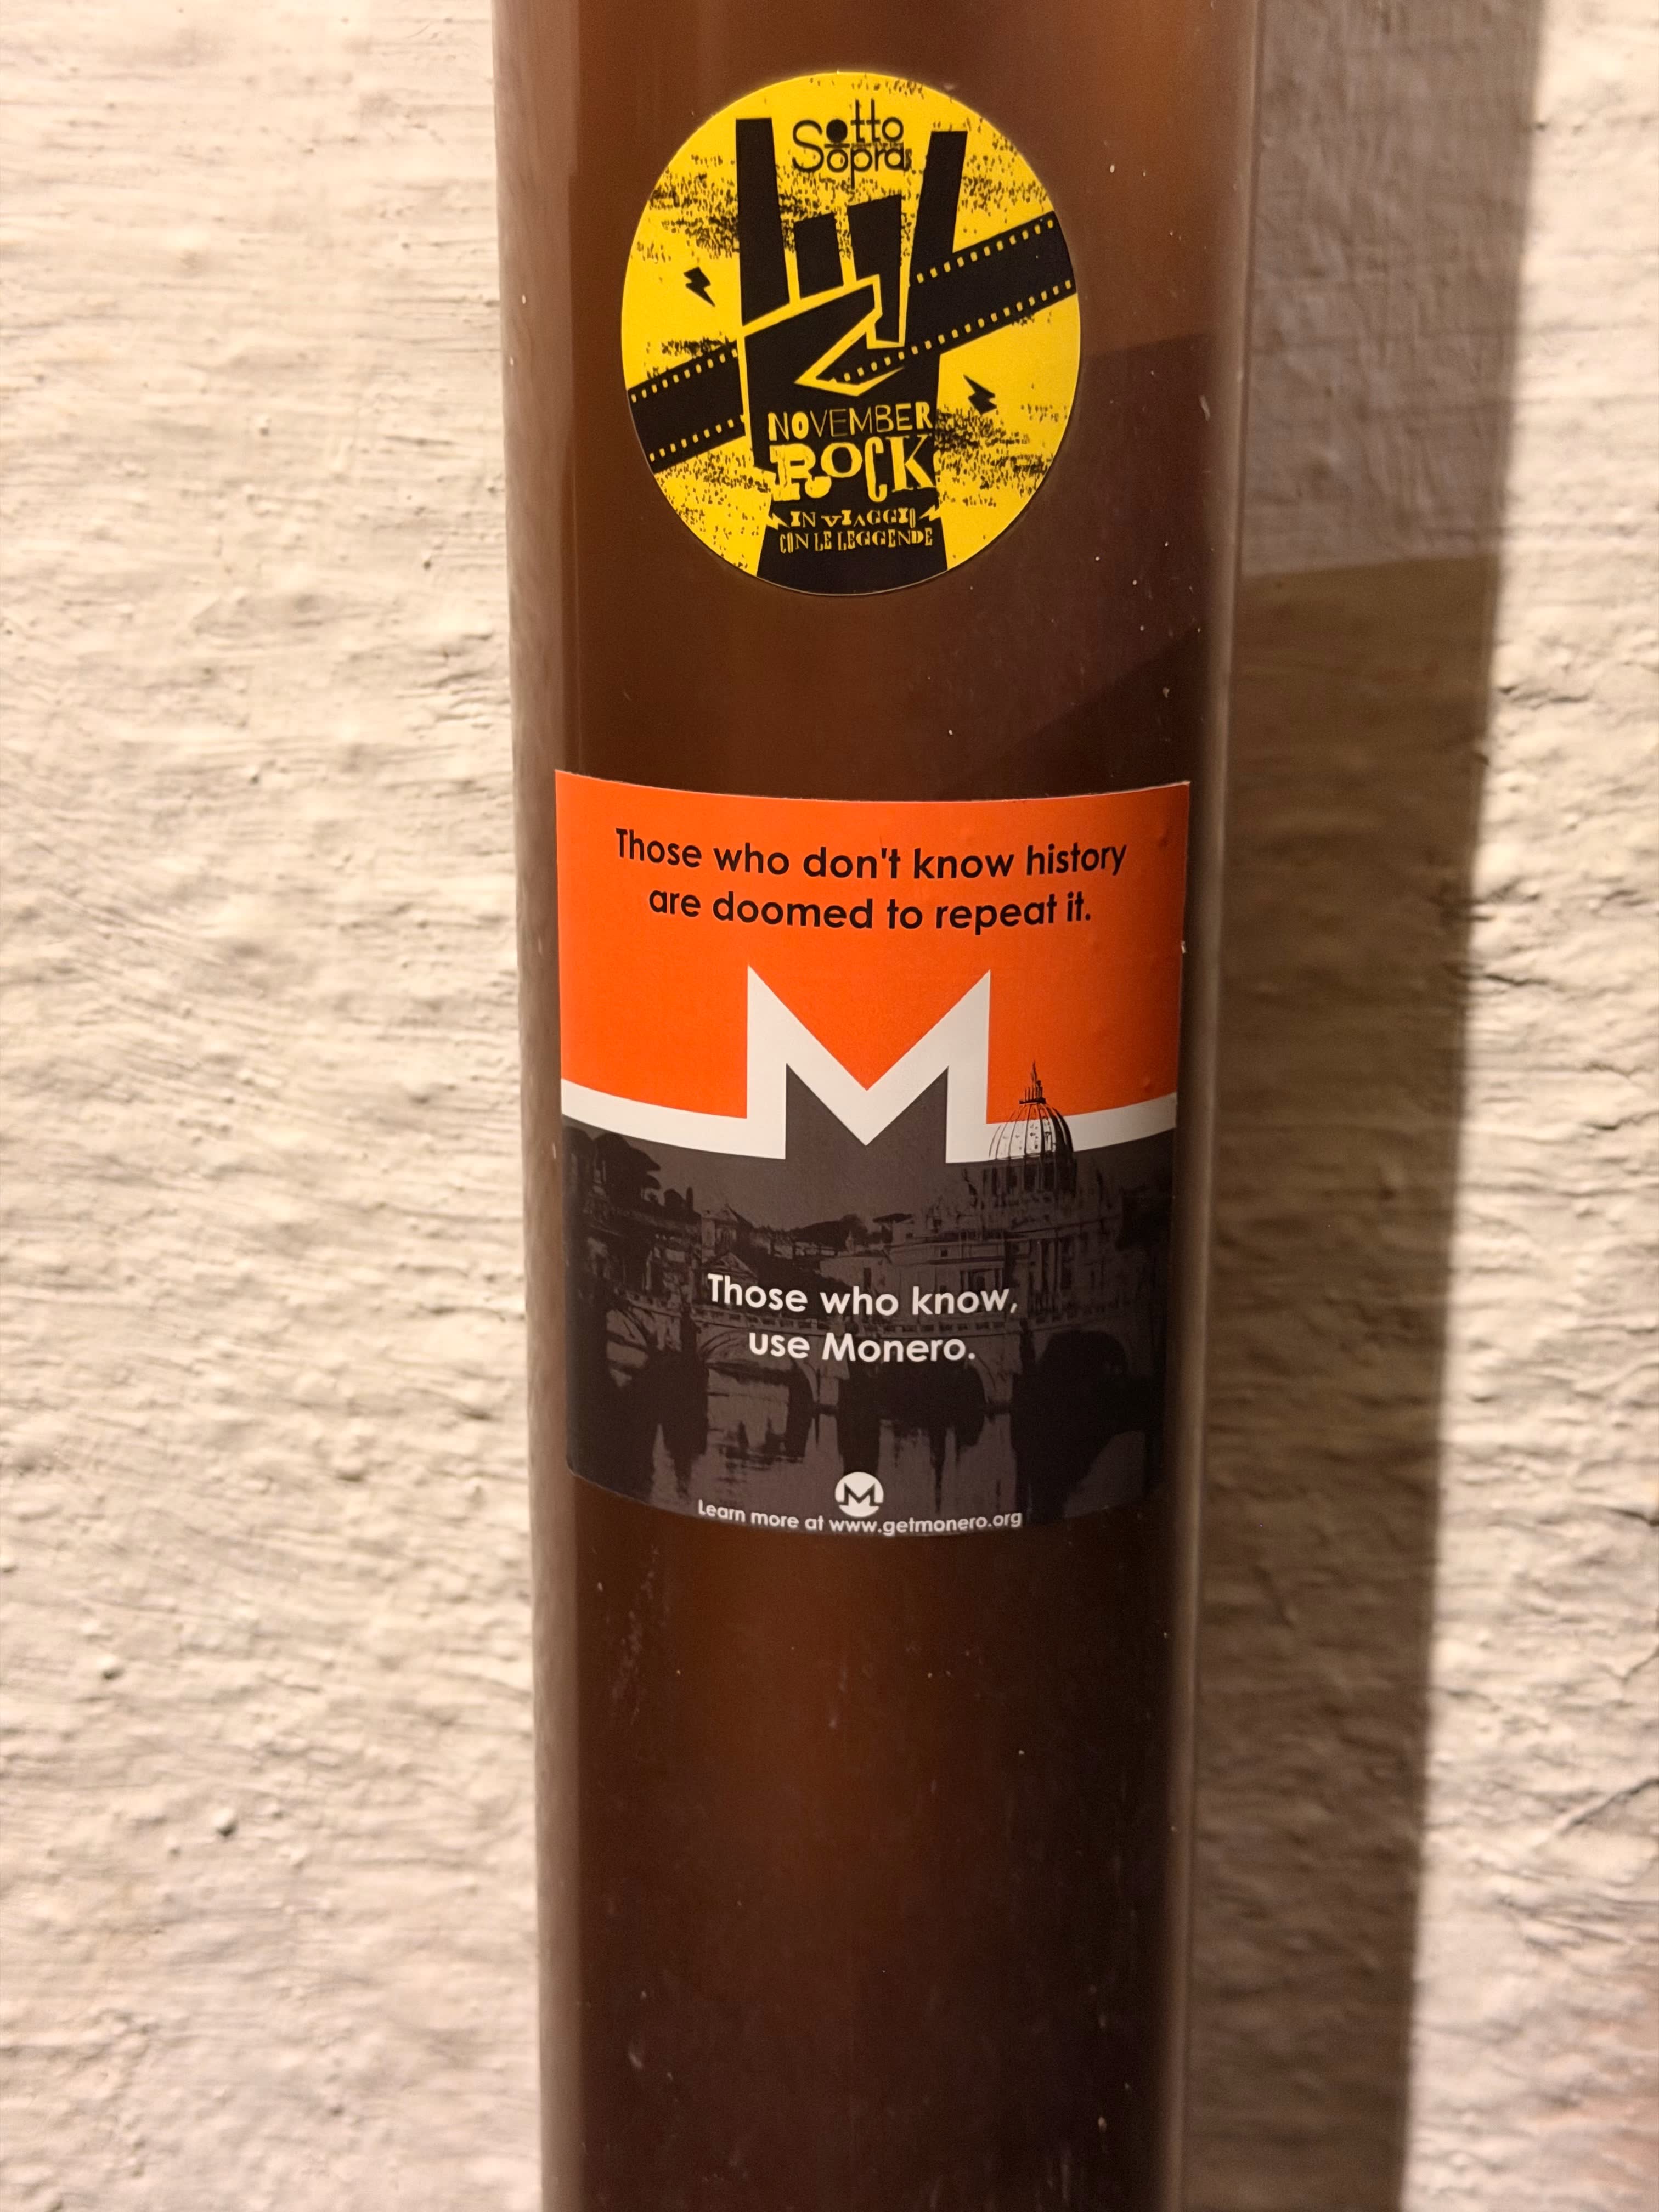 Sotto
Sopra
NOVEMBER
ROCK
IN VIAGGIO
CON LE LEGGENDE
Those who don't know history
are doomed to repeat it.
Those who know,
use Monero.
Learn more at www.getmonero.org